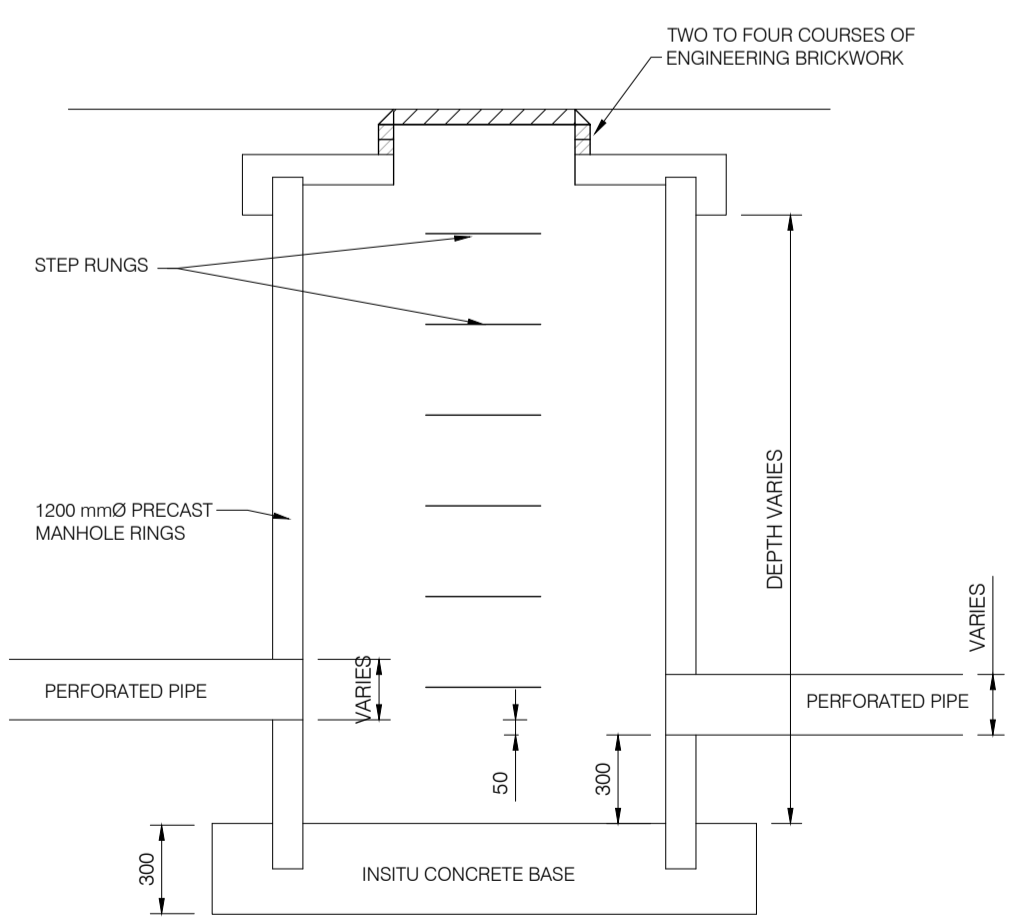 TWO TO FOUR COURSES OF
ENGINEERING BRICKWORK
STEP RUNGS
1200 mmØ PRECAST
MANHOLE RINGS
DEPTH VARIES
VARIES
PERFORATED PIPE
VARIES
PERFORATED PIPE
50
300
300
INSITU CONCRETE BASE